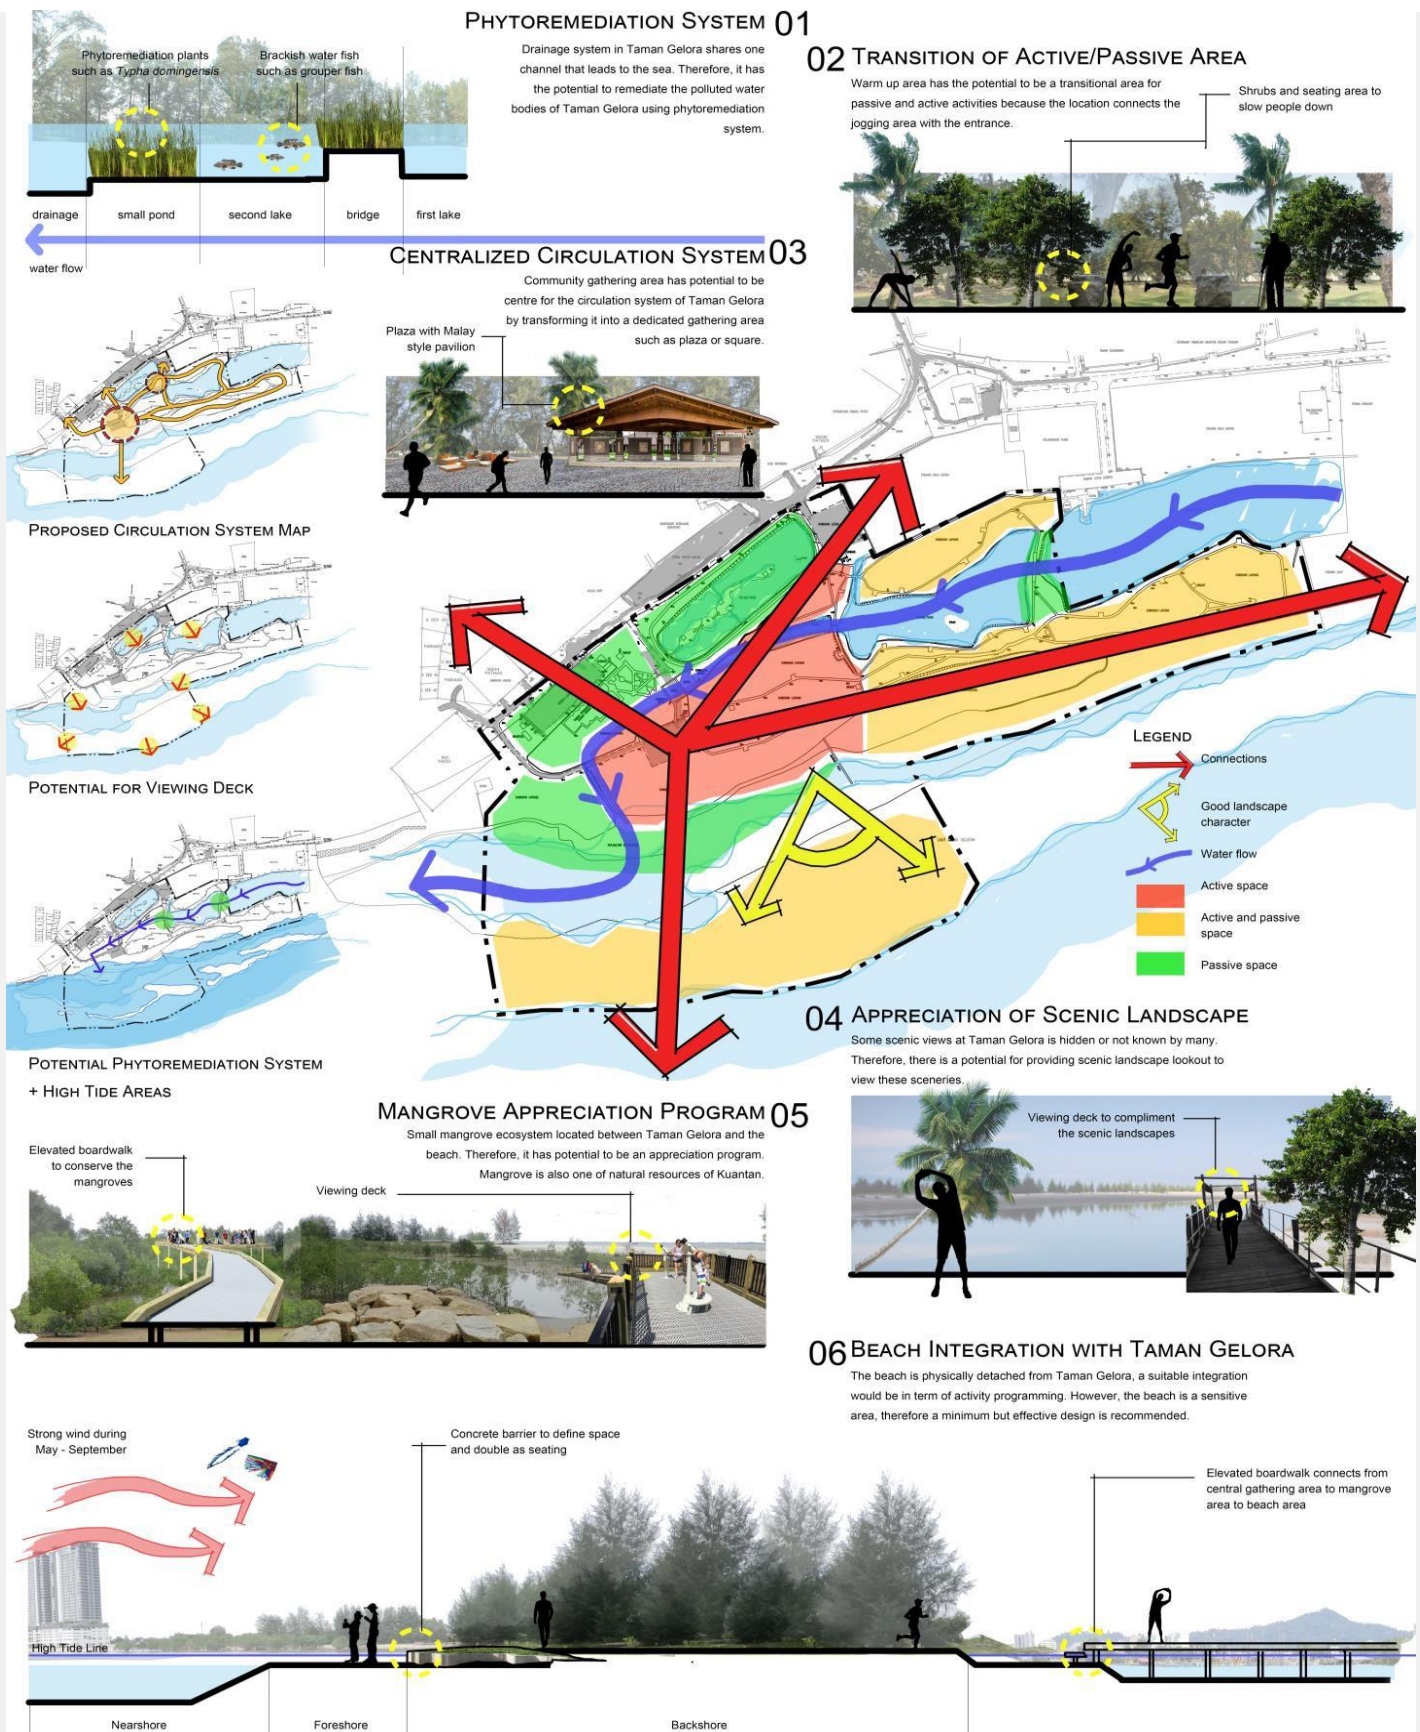 PHYTOREMEDIATION SYSTEM 01
Drainage system in Taman Gelora shares one
channel that leads to the sea. Therefore, it has
the potential to remediate the polluted water
bodies of Taman Gelora using phytoremediation
system.
Phytoremediation plants
such as Typha domingensis
Brackish water fish
such as grouper fish
drainage
small pond
second lake
bridge
first lake
water flow
02 TRANSITION OF ACTIVE/PASSIVE AREA
Warm up area has the potential to be a transitional area for
passive and active activities because the location connects the
jogging area with the entrance.
Shrubs and seating area to
slow people down
CENTRALIZED CIRCULATION SYSTEM 03
Community gathering area has potential to be
centre for the circulation system of Taman Gelora
by transforming it into a dedicated gathering area
such as plaza or square.
Plaza with Malay
style pavilion
PROPOSED CIRCULATION SYSTEM MAP
POTENTIAL FOR VIEWING DECK
POTENTIAL PHYTOREMEDIATION SYSTEM
+ HIGH TIDE AREAS
LEGEND
Connections
Good landscape
character
Water flow
Active space
Active and passive
space
Passive space
04 APPRECIATION OF SCENIC LANDSCAPE
Some scenic views at Taman Gelora is hidden or not known by many.
Therefore, there is a potential for providing scenic landscape lookout to
view these sceneries.
Viewing deck to compliment
the scenic landscapes
MANGROVE APPRECIATION PROGRAM 05
Small mangrove ecosystem located between Taman Gelora and the
beach. Therefore, it has potential to be an appreciation program.
Mangrove is also one of natural resources of Kuantan.
Elevated boardwalk
to conserve the
mangroves
Viewing deck
06 BEACH INTEGRATION WITH TAMAN GELORA
The beach is physically detached from Taman Gelora, a suitable integration
would be in term of activity programming. However, the beach is a sensitive
area, therefore a minimum but effective design is recommended.
Strong wind during
May - September
Concrete barrier to define space
and double as seating
Elevated boardwalk connects from
central gathering area to mangrove
area to beach area
High Tide Line
Nearshore
Foreshore
Backshore